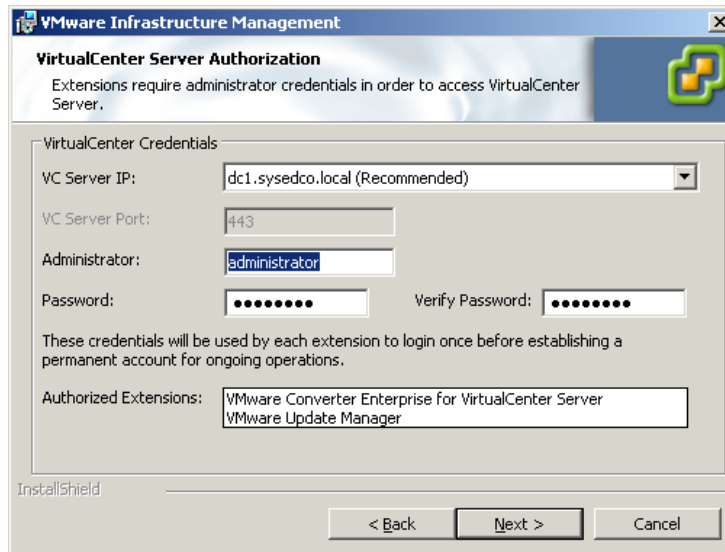 VMware Infrastructure Management
VirtualCenter Server Authorization
Extensions require administrator credentials in order to access VirtualCenter
Server.
VirtualCenter Credentials
VC Server IP:
dc1.sysedco.local (Recommended)
VC Server Port:
443
Administrator:
administrator
Password:
●●●●●●●●
Verify Password:
●●●●●●●●
These credentials will be used by each extension to login once before establishing a
permanent account for ongoing operations.
Authorized Extensions:
VMware Converter Enterprise for VirtualCenter Server
VMware Update Manager
InstallShield
< Back
Next >
Cancel